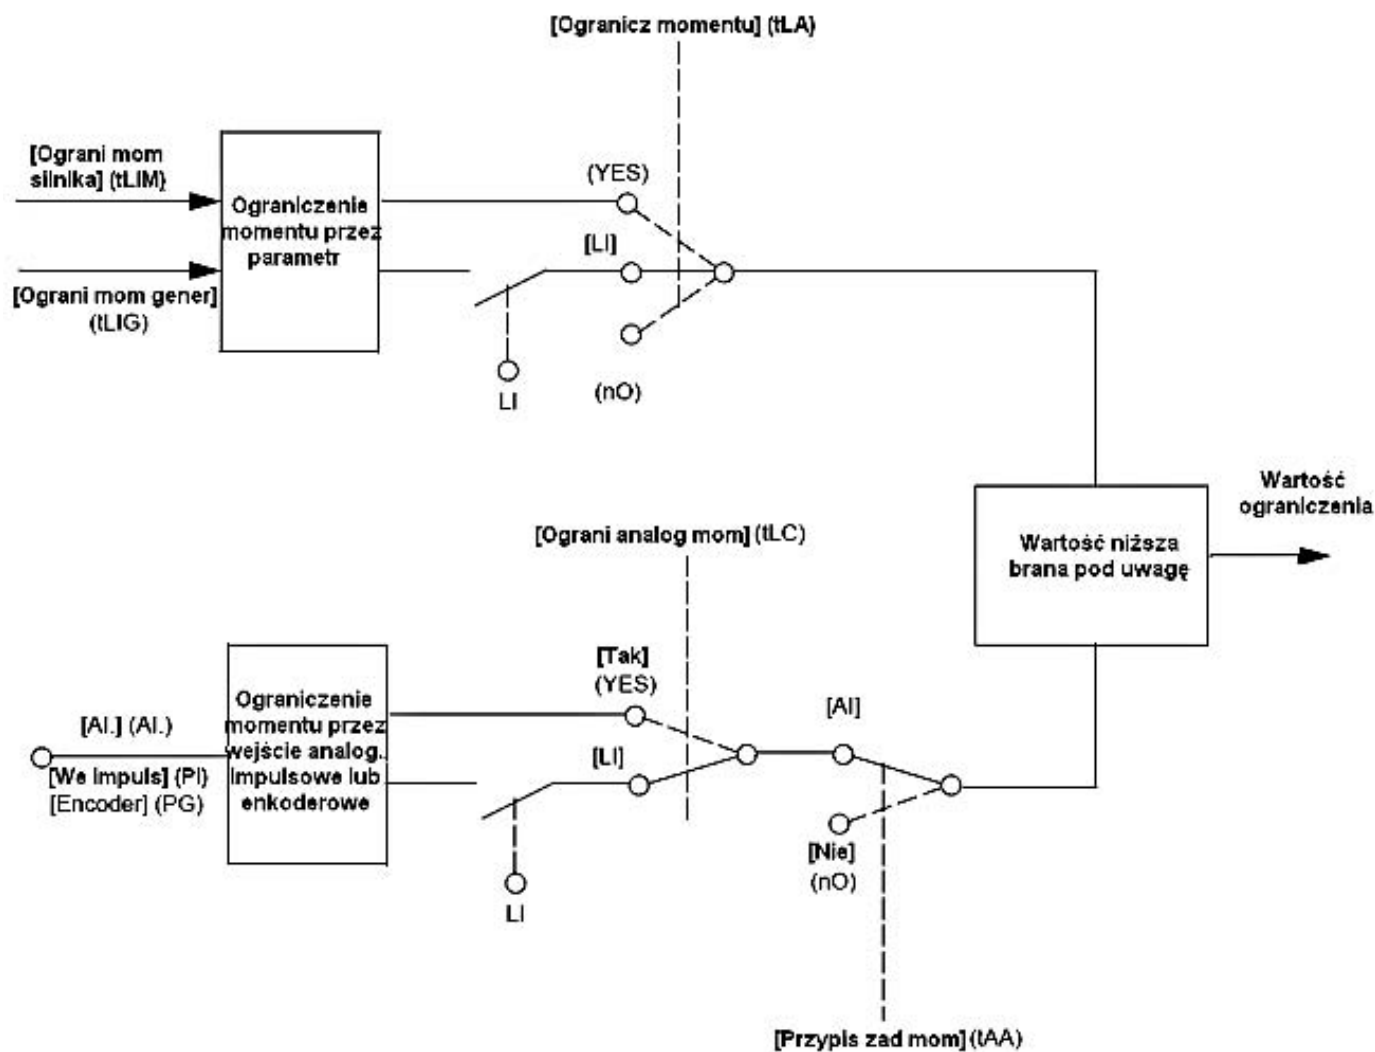 [Ogranicz momentu] (tLA)
[Ograni mom
silnika] (tLIM)
[Ograni mom gener]
(tLIG)
Ograniczenie
momentu przez
parametr
(YES)
[LI]
(nO)
LI
Wartość
ograniczenia
Wartość niższa
brana pod uwagę
[Ograni analog mom] (tLC)
[Tak]
(YES)
[LI]
LI
[AI.] (AI.)
[We impuls] (PI)
[Encoder] (PG)
Ograniczenie
momentu przez
wejście analog.
impulsowe lub
enkoderowe
[AI]
[Nie]
(nO)
[Przypis zad mom] (tAA)